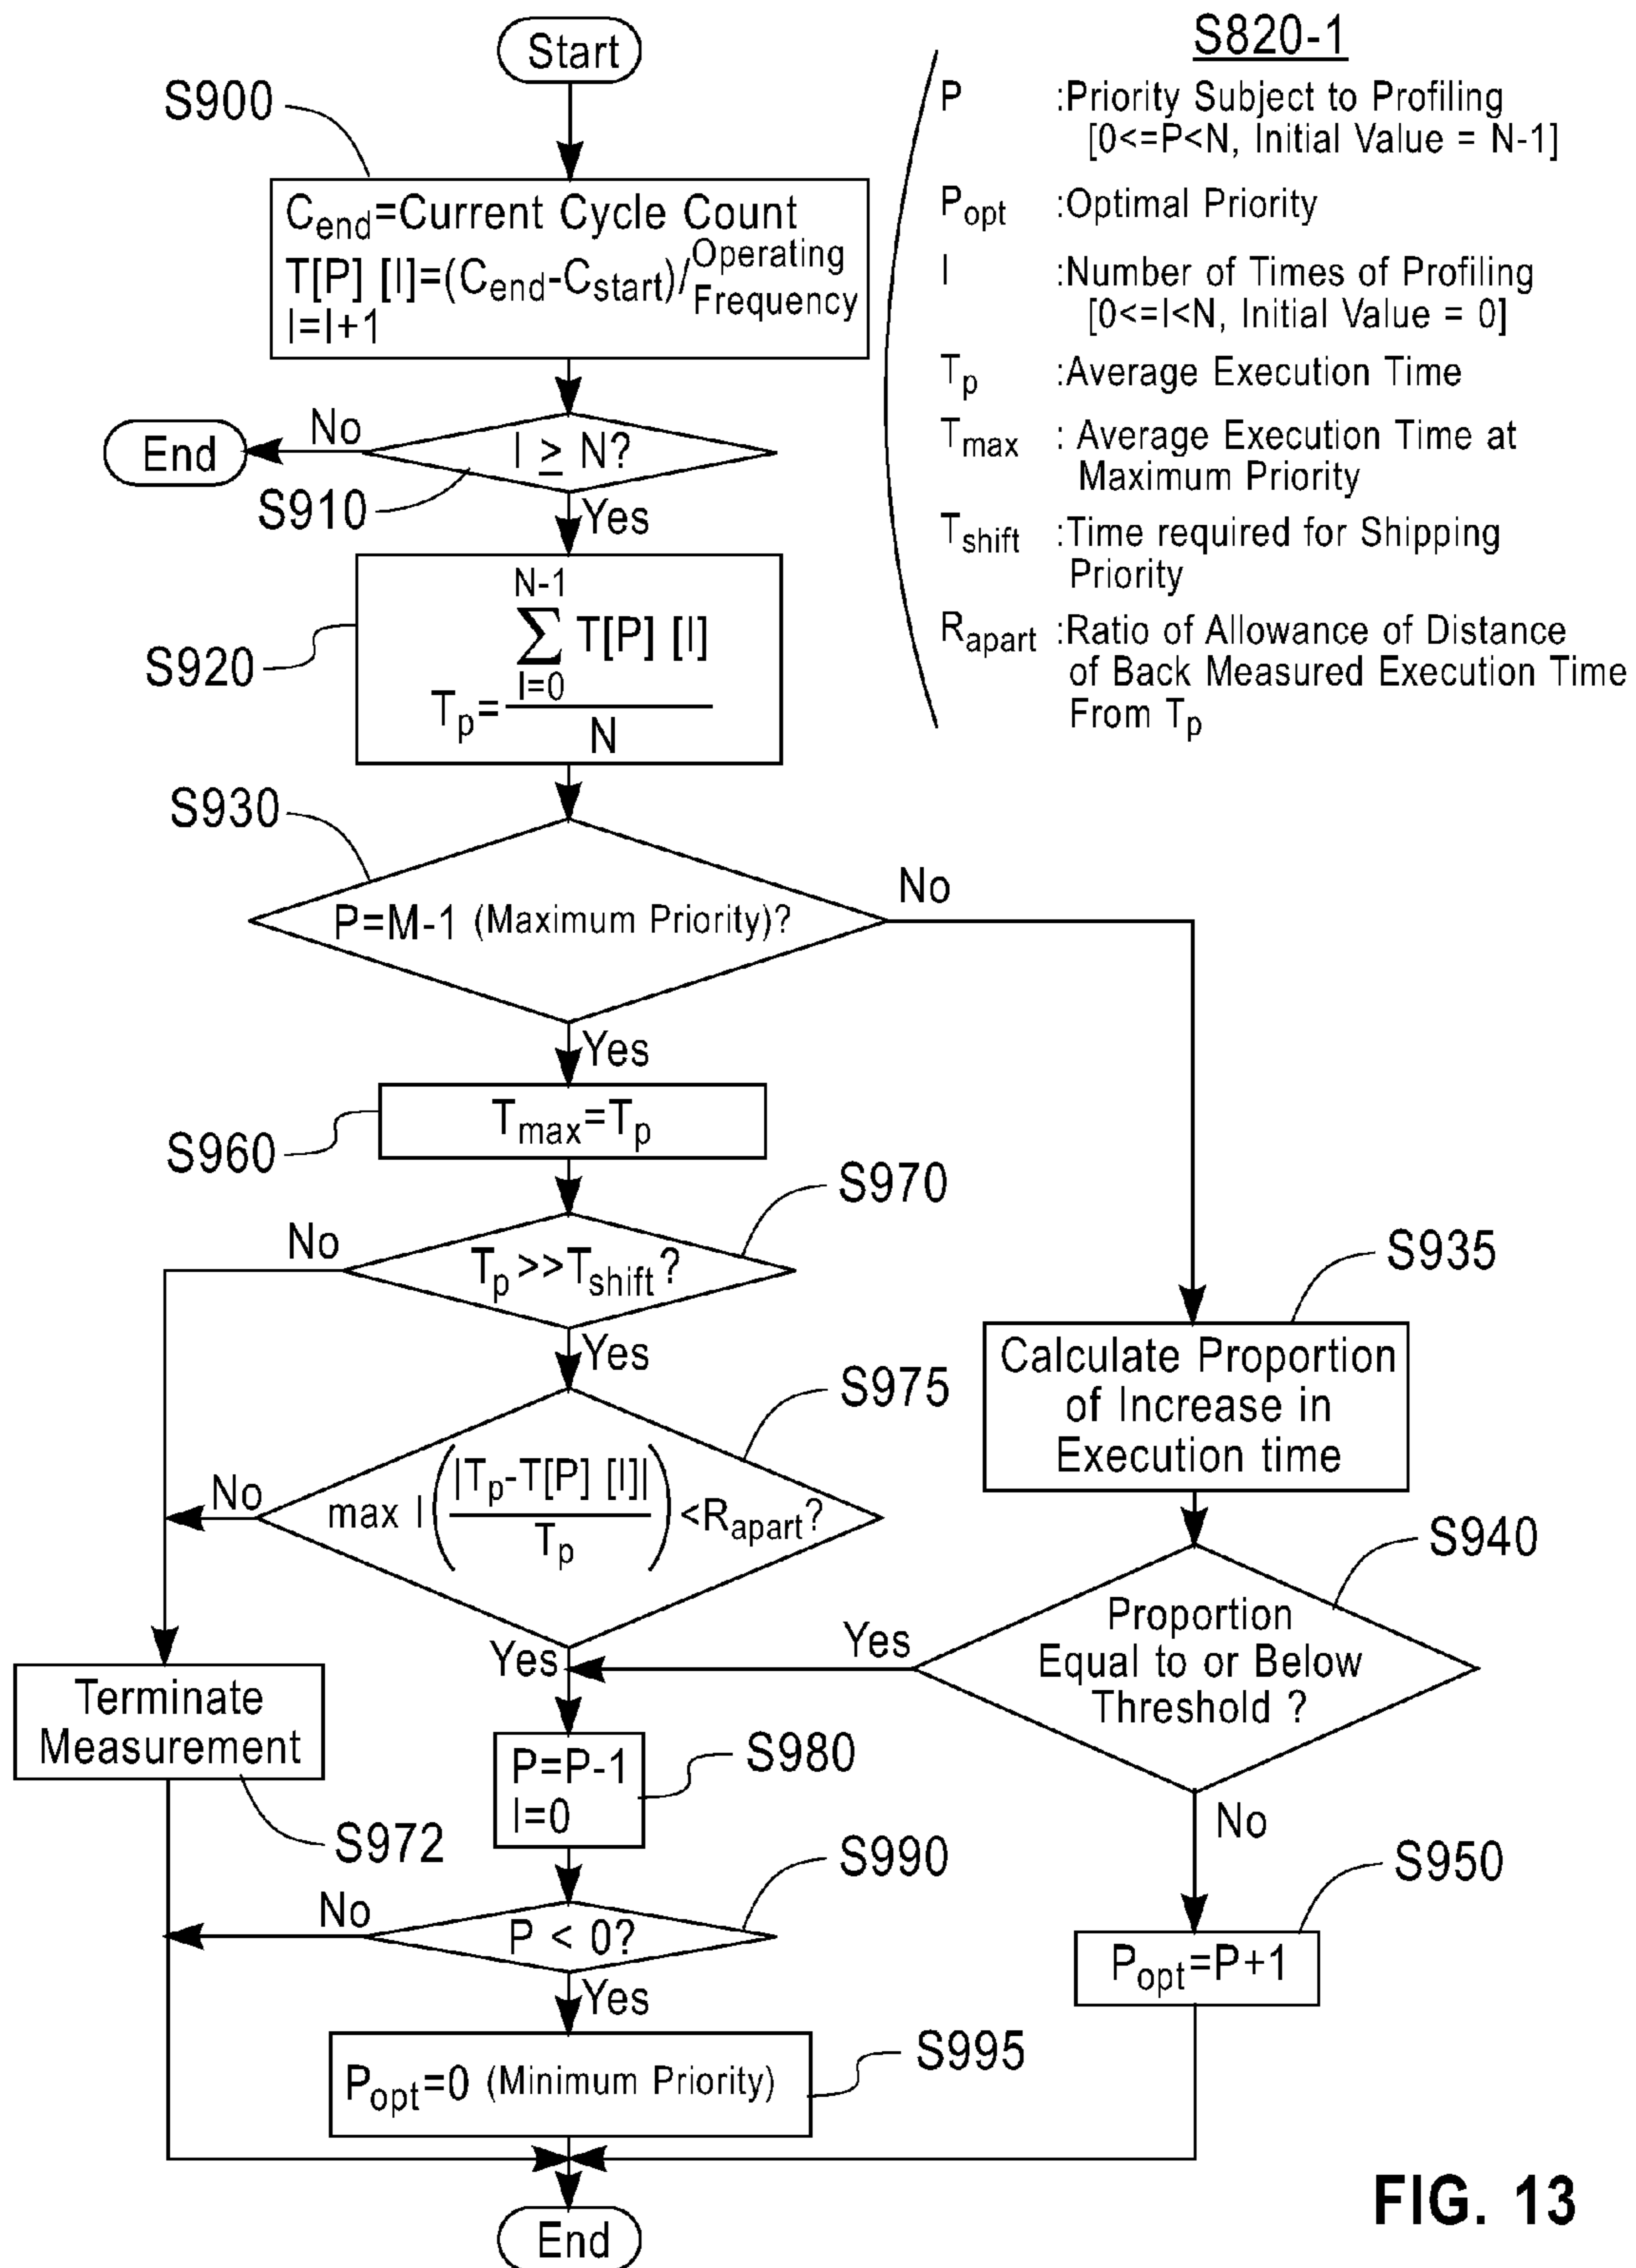 S820-1
Start
S900
C_end=Current Cycle Count
T[P] [I]=(C_end-C_start)/Operating Frequency
I=I+1
P :Priority Subject to Profiling
[0<=P<N, Initial Value = N-1]
P_opt :Optimal Priority
I :Number of Times of Profiling
[0<=I<N, Initial Value = 0]
T_p :Average Execution Time
T_max : Average Execution Time at
Maximum Priority
T_shift :Time required for Shipping
Priority
R_apart :Ratio of Allowance of Distance
of Back Measured Execution Time
From T_p
End
No
I ≥ N?
S910
Yes
S920
N-1
∑ T[P] [I]
I=0
T_p=
N
S930
P=M-1 (Maximum Priority)?
No
Yes
S960
T_max=T_p
S970
No
T_p>>T_shift?
Yes
S935
Calculate Proportion
of Increase in
Execution time
S975
No
max I(|T_p-T[P] [I]|/T_p)<R_apart?
Yes
S940
Proportion
Equal to or Below
Threshold ?
Yes
No
Terminate
Measurement
S972
P=P-1
I=0
S980
S990
No
P < 0?
Yes
S950
P_opt=P+1
P_opt=0 (Minimum Priority)
S995
End
FIG. 13